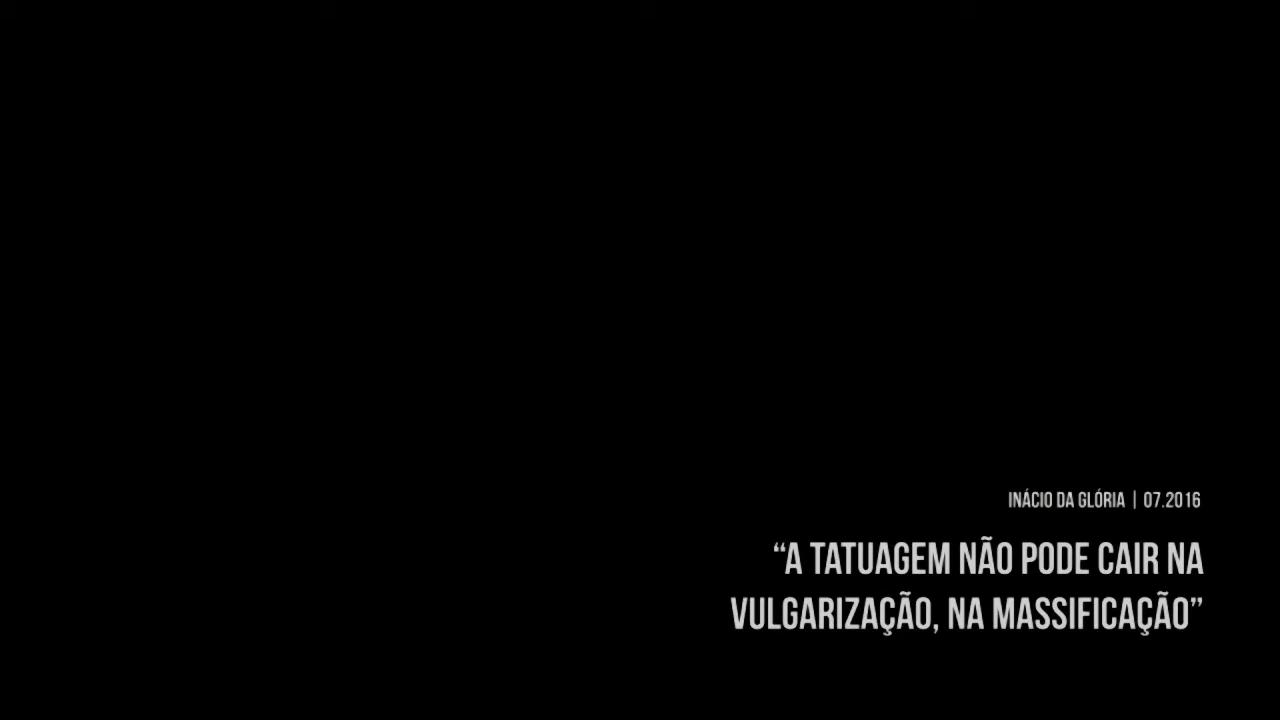 INÁCIO DA GLÓRIA | 07.2016
“A TATUAGEM NÃO PODE CAIR NA
VULGARIZAÇÃO, NA MASSIFICAÇÃO”